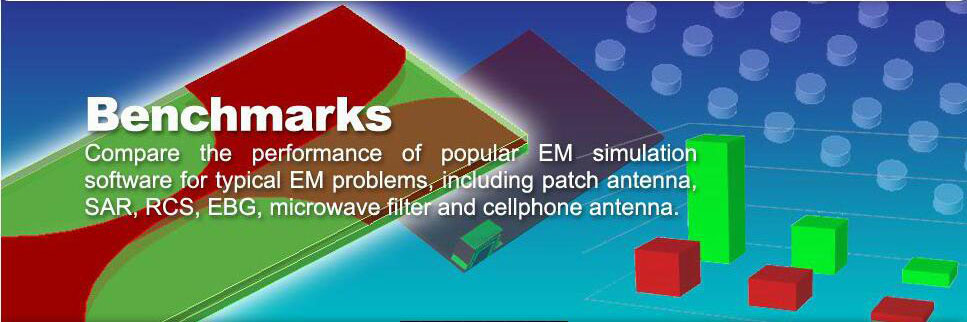 Benchmarks
Compare the performance of popular EM simulation
software for typical EM problems, including patch antenna,
SAR, RCS, EBG, microwave filter and cellphone antenna.